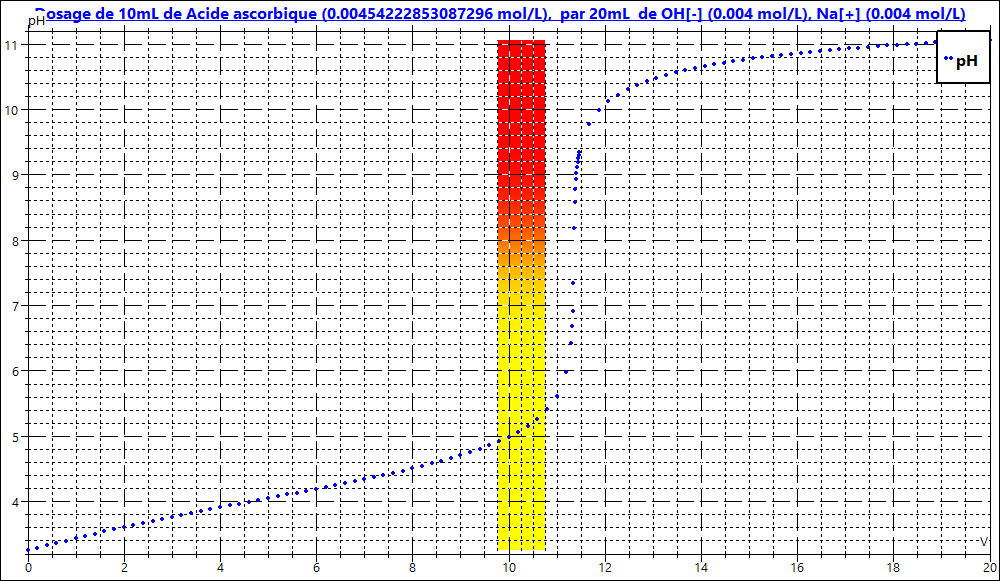 Dosage de 10mL de Acide ascorbique (0.00454222853087296 mol/L), par 20mL de OH[-] (0.004 mol/L), Na[+] (0.004 mol/L)
pH
11
pH
10
9
8
7
6
5
4
V
0 2 4 6 8 10 12 14 16 18 20